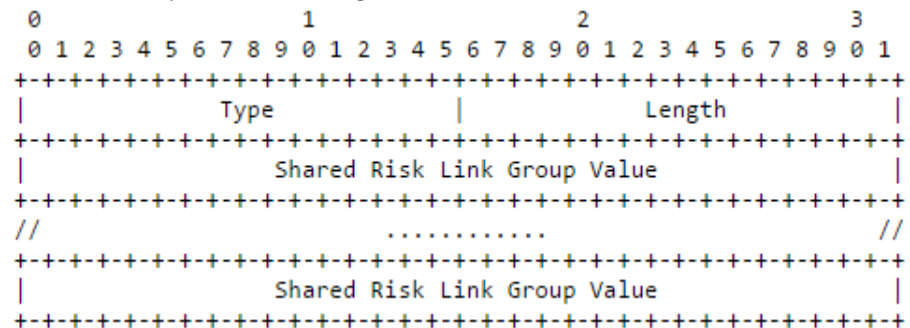 0                   1                   2                   3
 0 1 2 3 4 5 6 7 8 9 0 1 2 3 4 5 6 7 8 9 0 1 2 3 4 5 6 7 8 9 0 1
+-+-+-+-+-+-+-+-+-+-+-+-+-+-+-+-+-+-+-+-+-+-+-+-+-+-+-+-+-+-+-+-+
|              Type             |             Length            |
+-+-+-+-+-+-+-+-+-+-+-+-+-+-+-+-+-+-+-+-+-+-+-+-+-+-+-+-+-+-+-+-+
|                  Shared Risk Link Group Value                 |
+-+-+-+-+-+-+-+-+-+-+-+-+-+-+-+-+-+-+-+-+-+-+-+-+-+-+-+-+-+-+-+-+
//                         ............                        //
+-+-+-+-+-+-+-+-+-+-+-+-+-+-+-+-+-+-+-+-+-+-+-+-+-+-+-+-+-+-+-+-+
|                  Shared Risk Link Group Value                 |
+-+-+-+-+-+-+-+-+-+-+-+-+-+-+-+-+-+-+-+-+-+-+-+-+-+-+-+-+-+-+-+-+